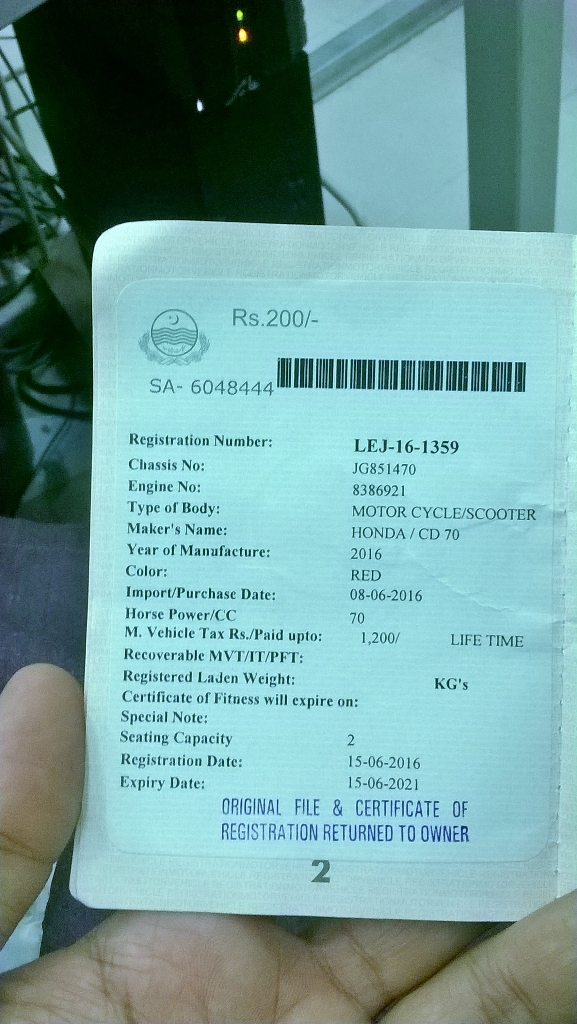 Rs.200/-
SA- 6048444
Registration Number: LEJ-16-1359
Chassis No: JG851470
Engine No: 8386921
Type of Body: MOTOR CYCLE/SCOOTER
Maker's Name: HONDA / CD 70
Year of Manufacture: 2016
Color: RED
Import/Purchase Date: 08-06-2016
Horse Power/CC 70
M. Vehicle Tax Rs./Paid upto: 1,200/ LIFE TIME
Recoverable MVT/IT/PFT:
Registered Laden Weight: KG's
Certificate of Fitness will expire on:
Special Note:
Seating Capacity 2
Registration Date: 15-06-2016
Expiry Date: 15-06-2021
ORIGINAL FILE & CERTIFICATE OF
REGISTRATION RETURNED TO OWNER
2